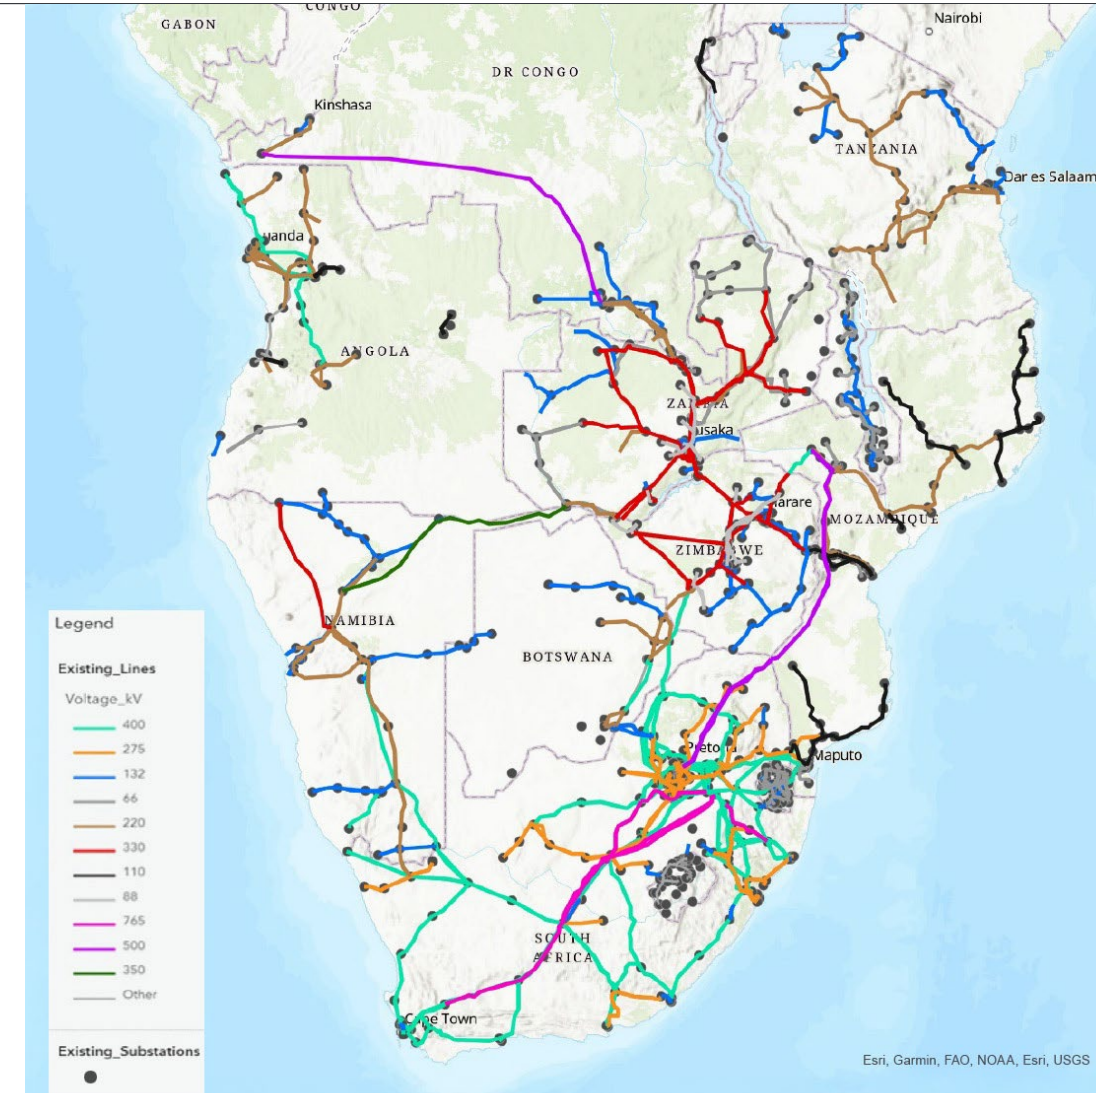 CONGO
GABON
Nairobi
DR CONGO
Kinshasa
TANZANIA
Dar es Salaam
uanda
ANGOLA
ZAMBIA
usaka
arare
MOZAMBIQUE
ZIMBABWE
NAMIBIA
BOTSWANA
Pretoria
Maputo
SOUTH
AFRICA
Cape Town
Legend
Existing_Lines
Voltage_kV
400
275
132
66
220
330
110
88
765
500
350
Other
Existing_Substations
Esri, Garmin, FAO, NOAA, Esri, USGS